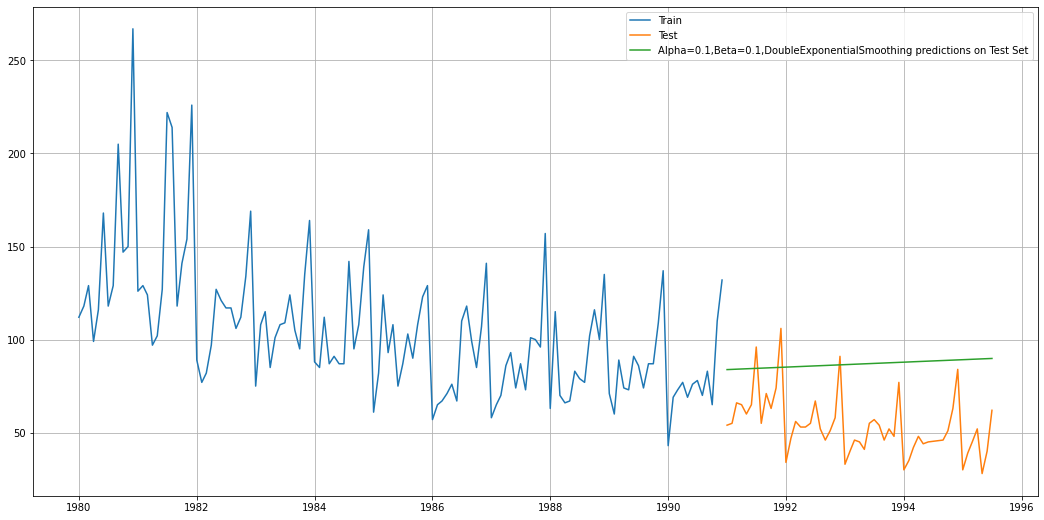 Train
Test
Alpha=0.1,Beta=0.1,DoubleExponentialSmoothing predictions on Test Set
250
200
150
100
50
1980 1982 1984 1986 1988 1990 1992 1994 1996